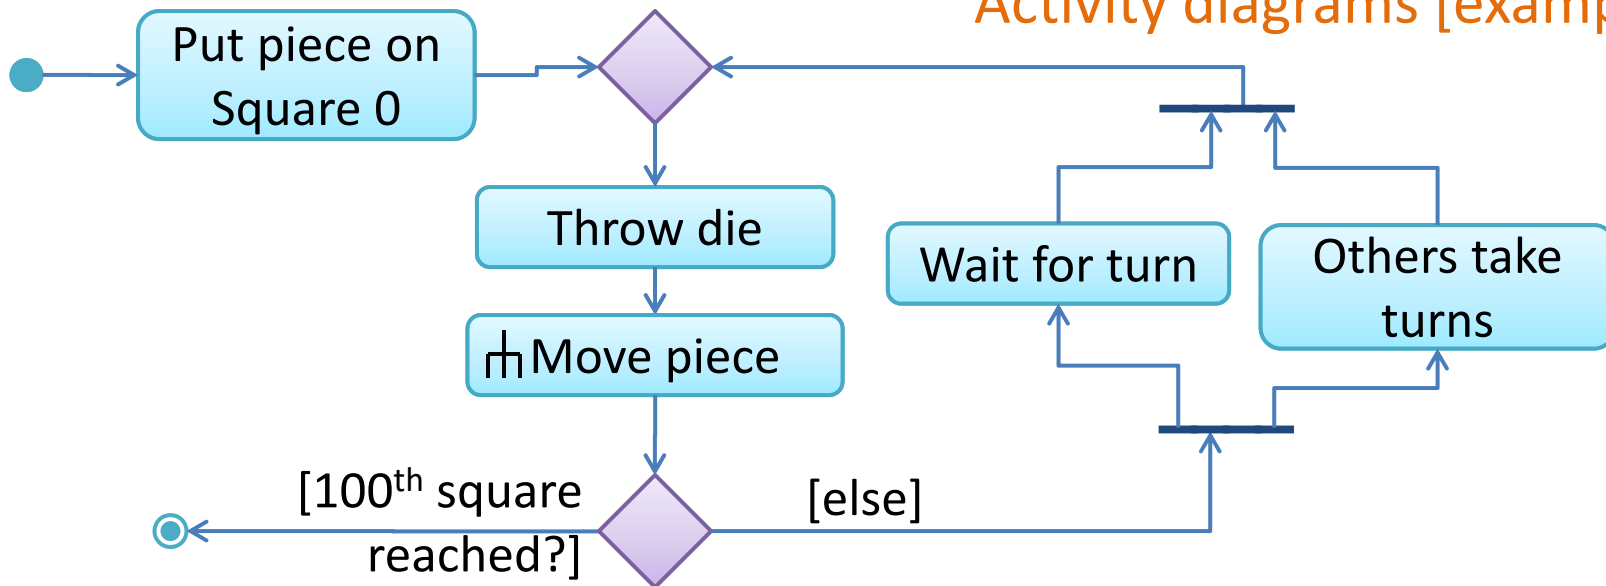 Activity diagrams
Put piece on
Square 0
Throw die
Wait for turn
Others take
turns
Move piece
[100th square
reached?]
[else]